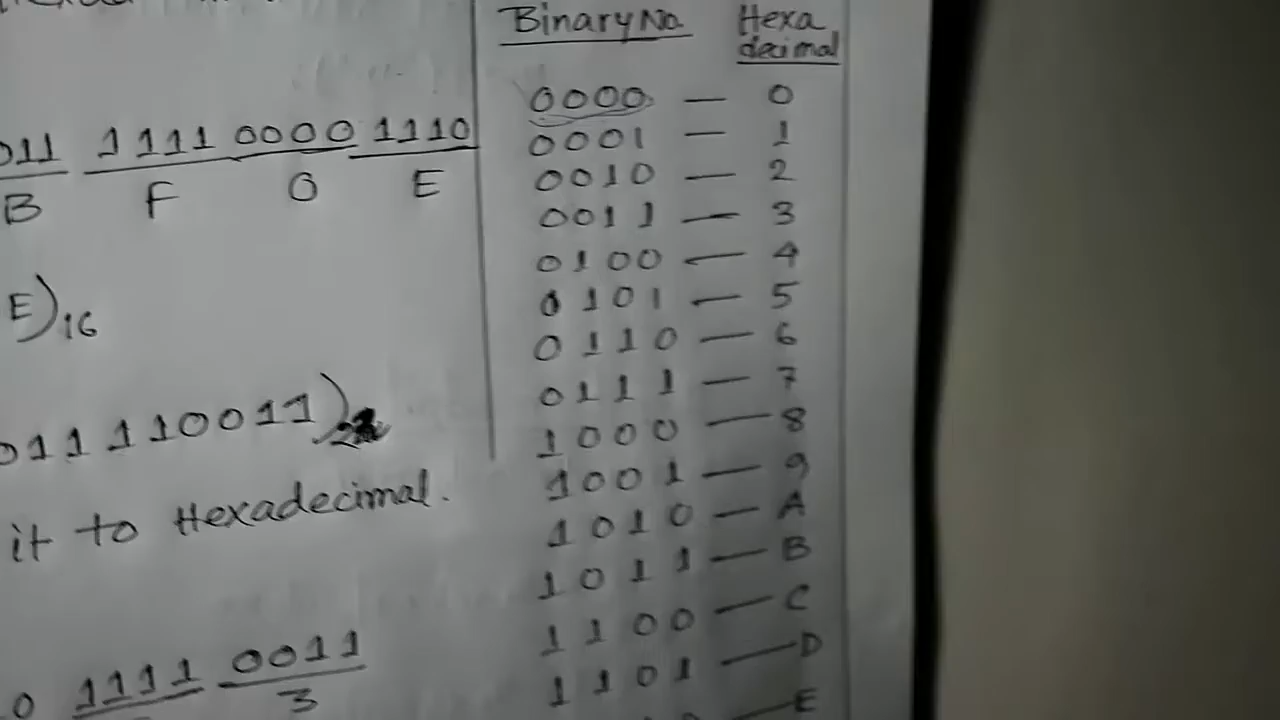 Binary No. Hexa
decimal
0000 — 0
0001 — 1
0010 — 2
0011 — 3
0100 — 4
0101 — 5
0110 — 6
0111 — 7
1000 — 8
1001 — 9
1010 — A
1011 — B
1100 — C
1101 — D
— E
011 1111 0000 1110
B F 0 E
E)16
011110011)2
it to Hexadecimal.
0 1111 0011
3